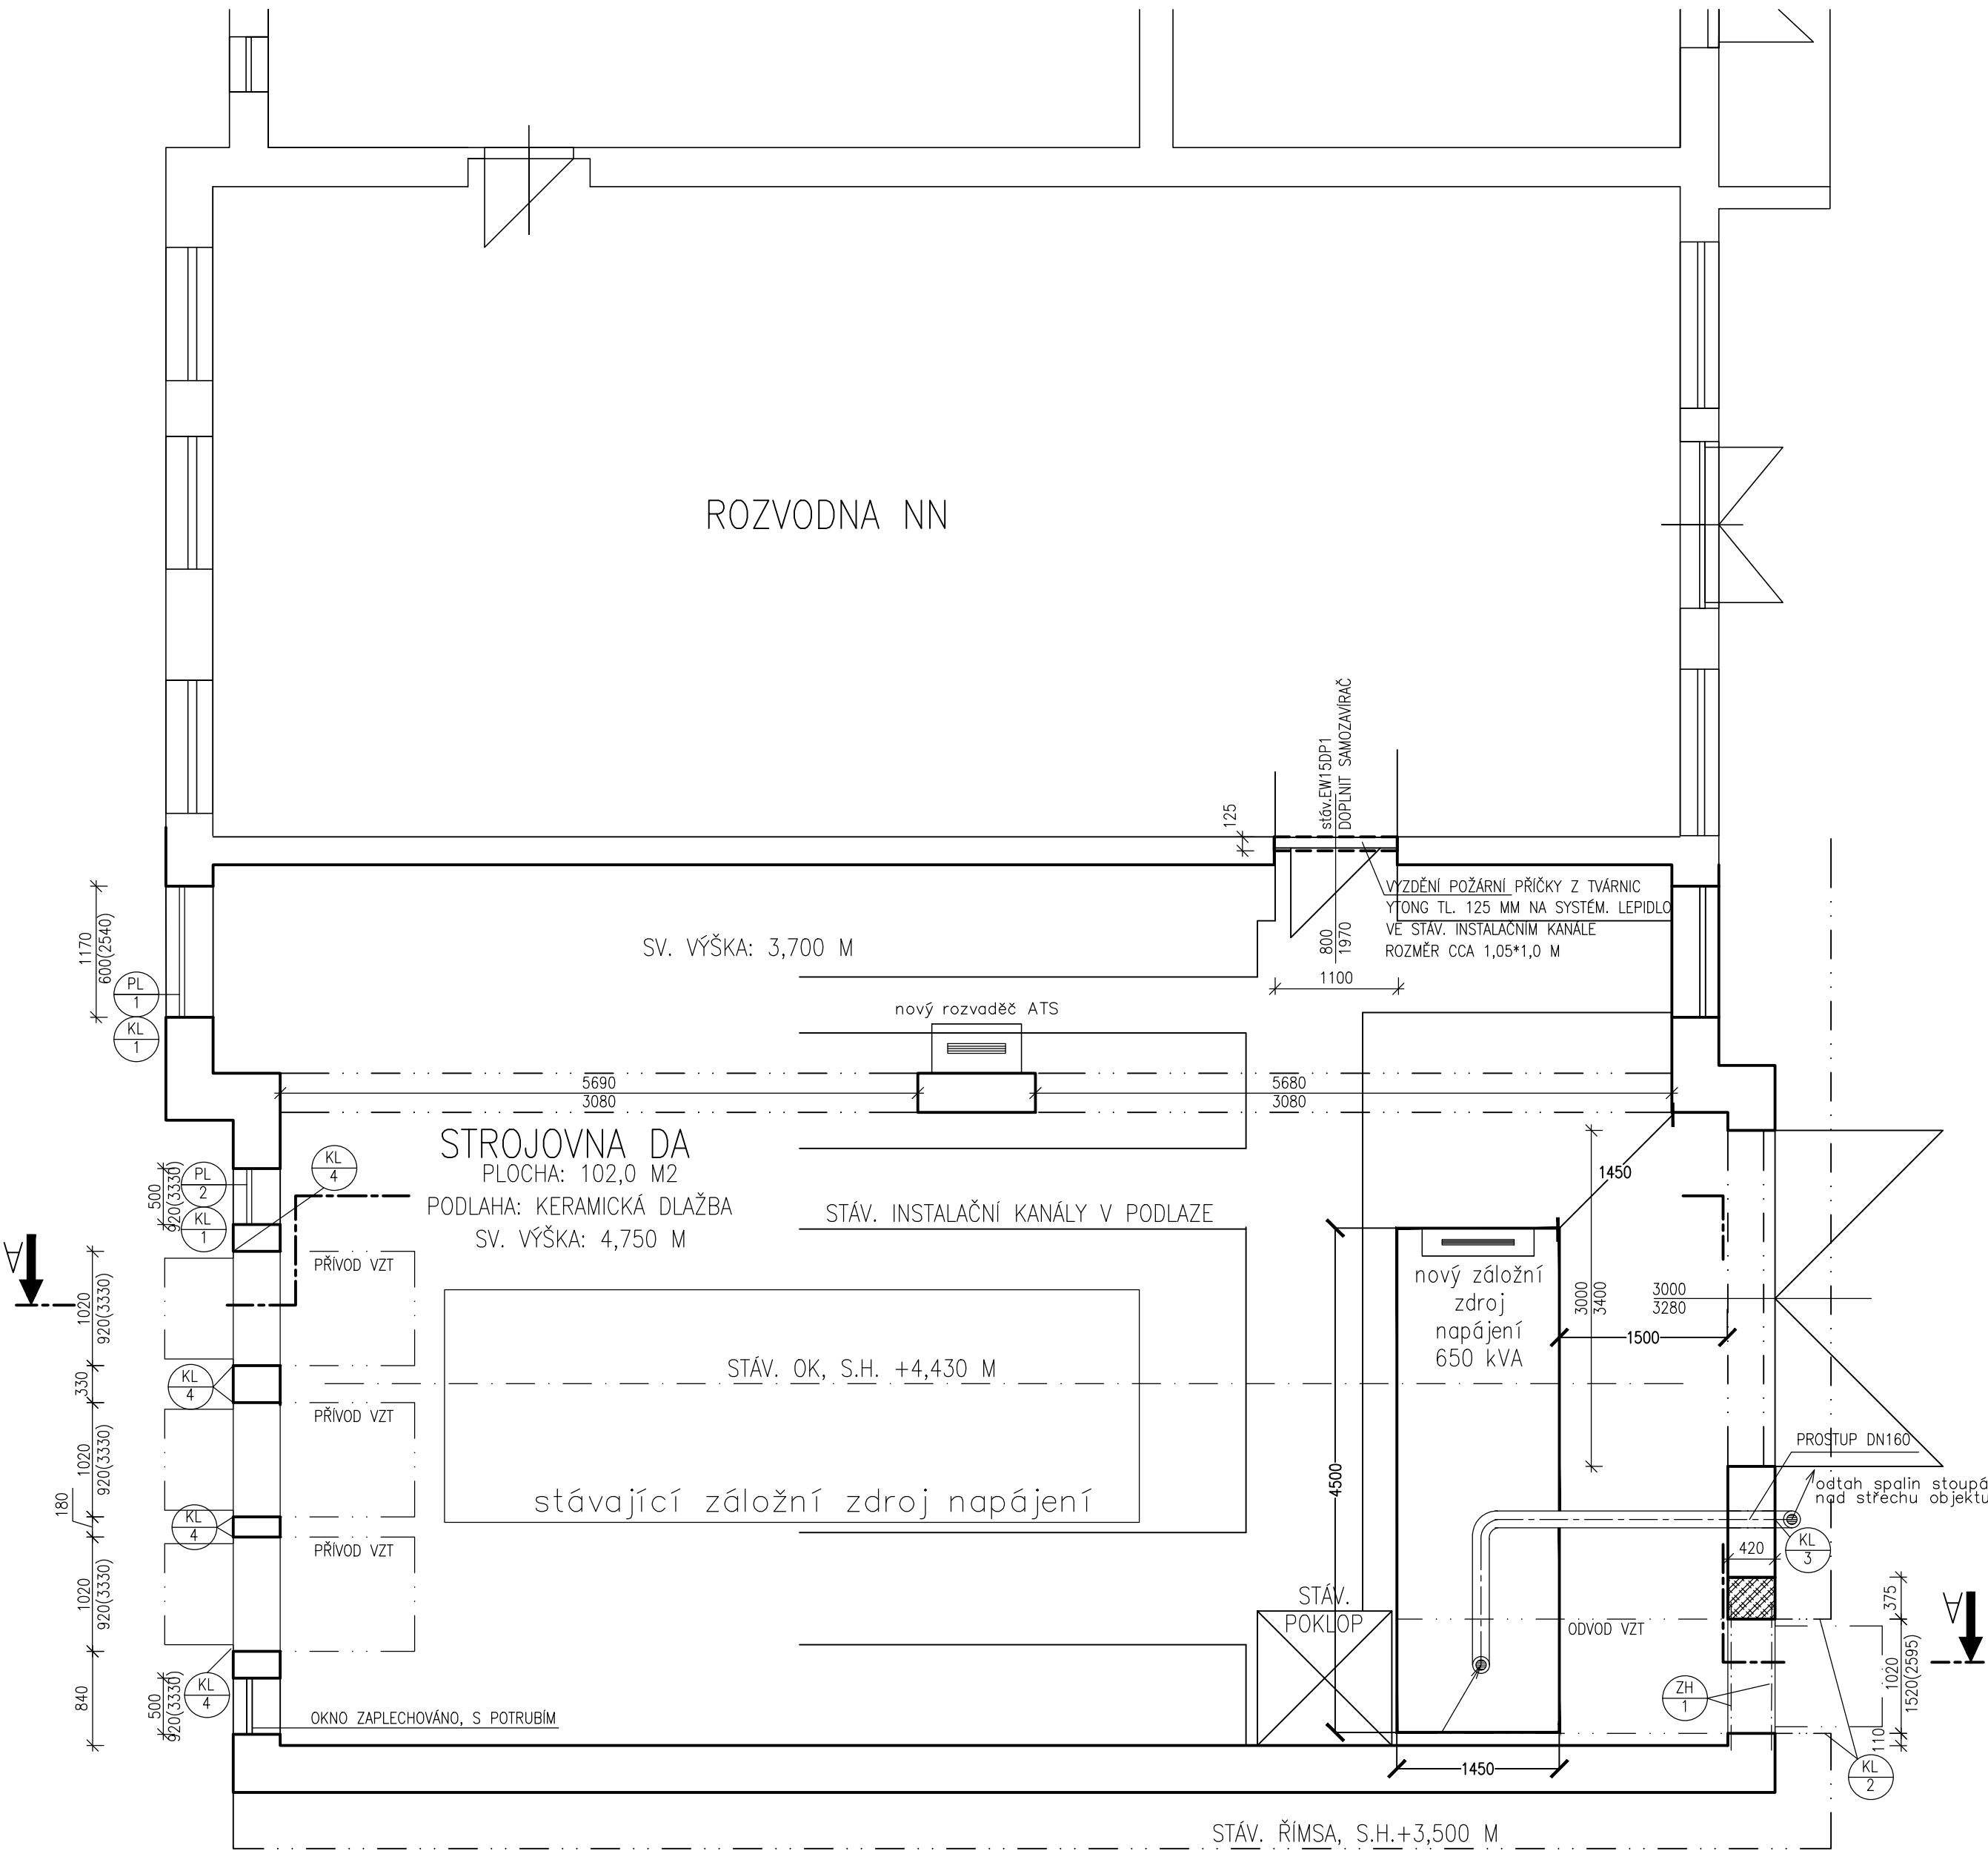 ROZVODNA NN
stáv.EW15DP1
DOPLNIT SAMOZAVÍRAČ
125
VYZDĚNÍ POŽÁRNÍ PŘÍČKY Z TVÁRNIC
YTONG TL. 125 MM NA SYSTÉM. LEPIDLO
VE STÁV. INSTALAČNÍM KANÁLE
ROZMĚR CCA 1,05*1,0 M
800
1970
1100
SV. VÝŠKA: 3,700 M
1170
600(2540)
PL
1
KL
1
nový rozvaděč ATS
5690
3080
5680
3080
STROJOVNA DA
PLOCHA: 102,0 M2
PODLAHA: KERAMICKÁ DLAŽBA
SV. VÝŠKA: 4,750 M
KL
4
500
920(3330)
PL
2
KL
1
STÁV. INSTALAČNÍ KANÁLY V PODLAZE
1450
A
PŘÍVOD VZT
1020
920(3330)
nový záložní
zdroj
napájení
650 kVA
3000
3400
3000
3280
1500
STÁV. OK, S.H. +4,430 M
330
KL
4
PŘÍVOD VZT
1020
920(3330)
4500
PROSTUP DN160
odtah spalin stoupá
nad střechu objektu
stávající záložní zdroj napájení
180
KL
4
PŘÍVOD VZT
420
KL
3
1020
920(3330)
STÁV.
POKLOP
375
A
ODVOD VZT
840
500
920(3330)
KL
4
ZH
1
1020
1520(2595)
110
OKNO ZAPLECHOVÁNO, S POTRUBÍM
1450
KL
2
STÁV. ŘÍMSA, S.H.+3,500 M